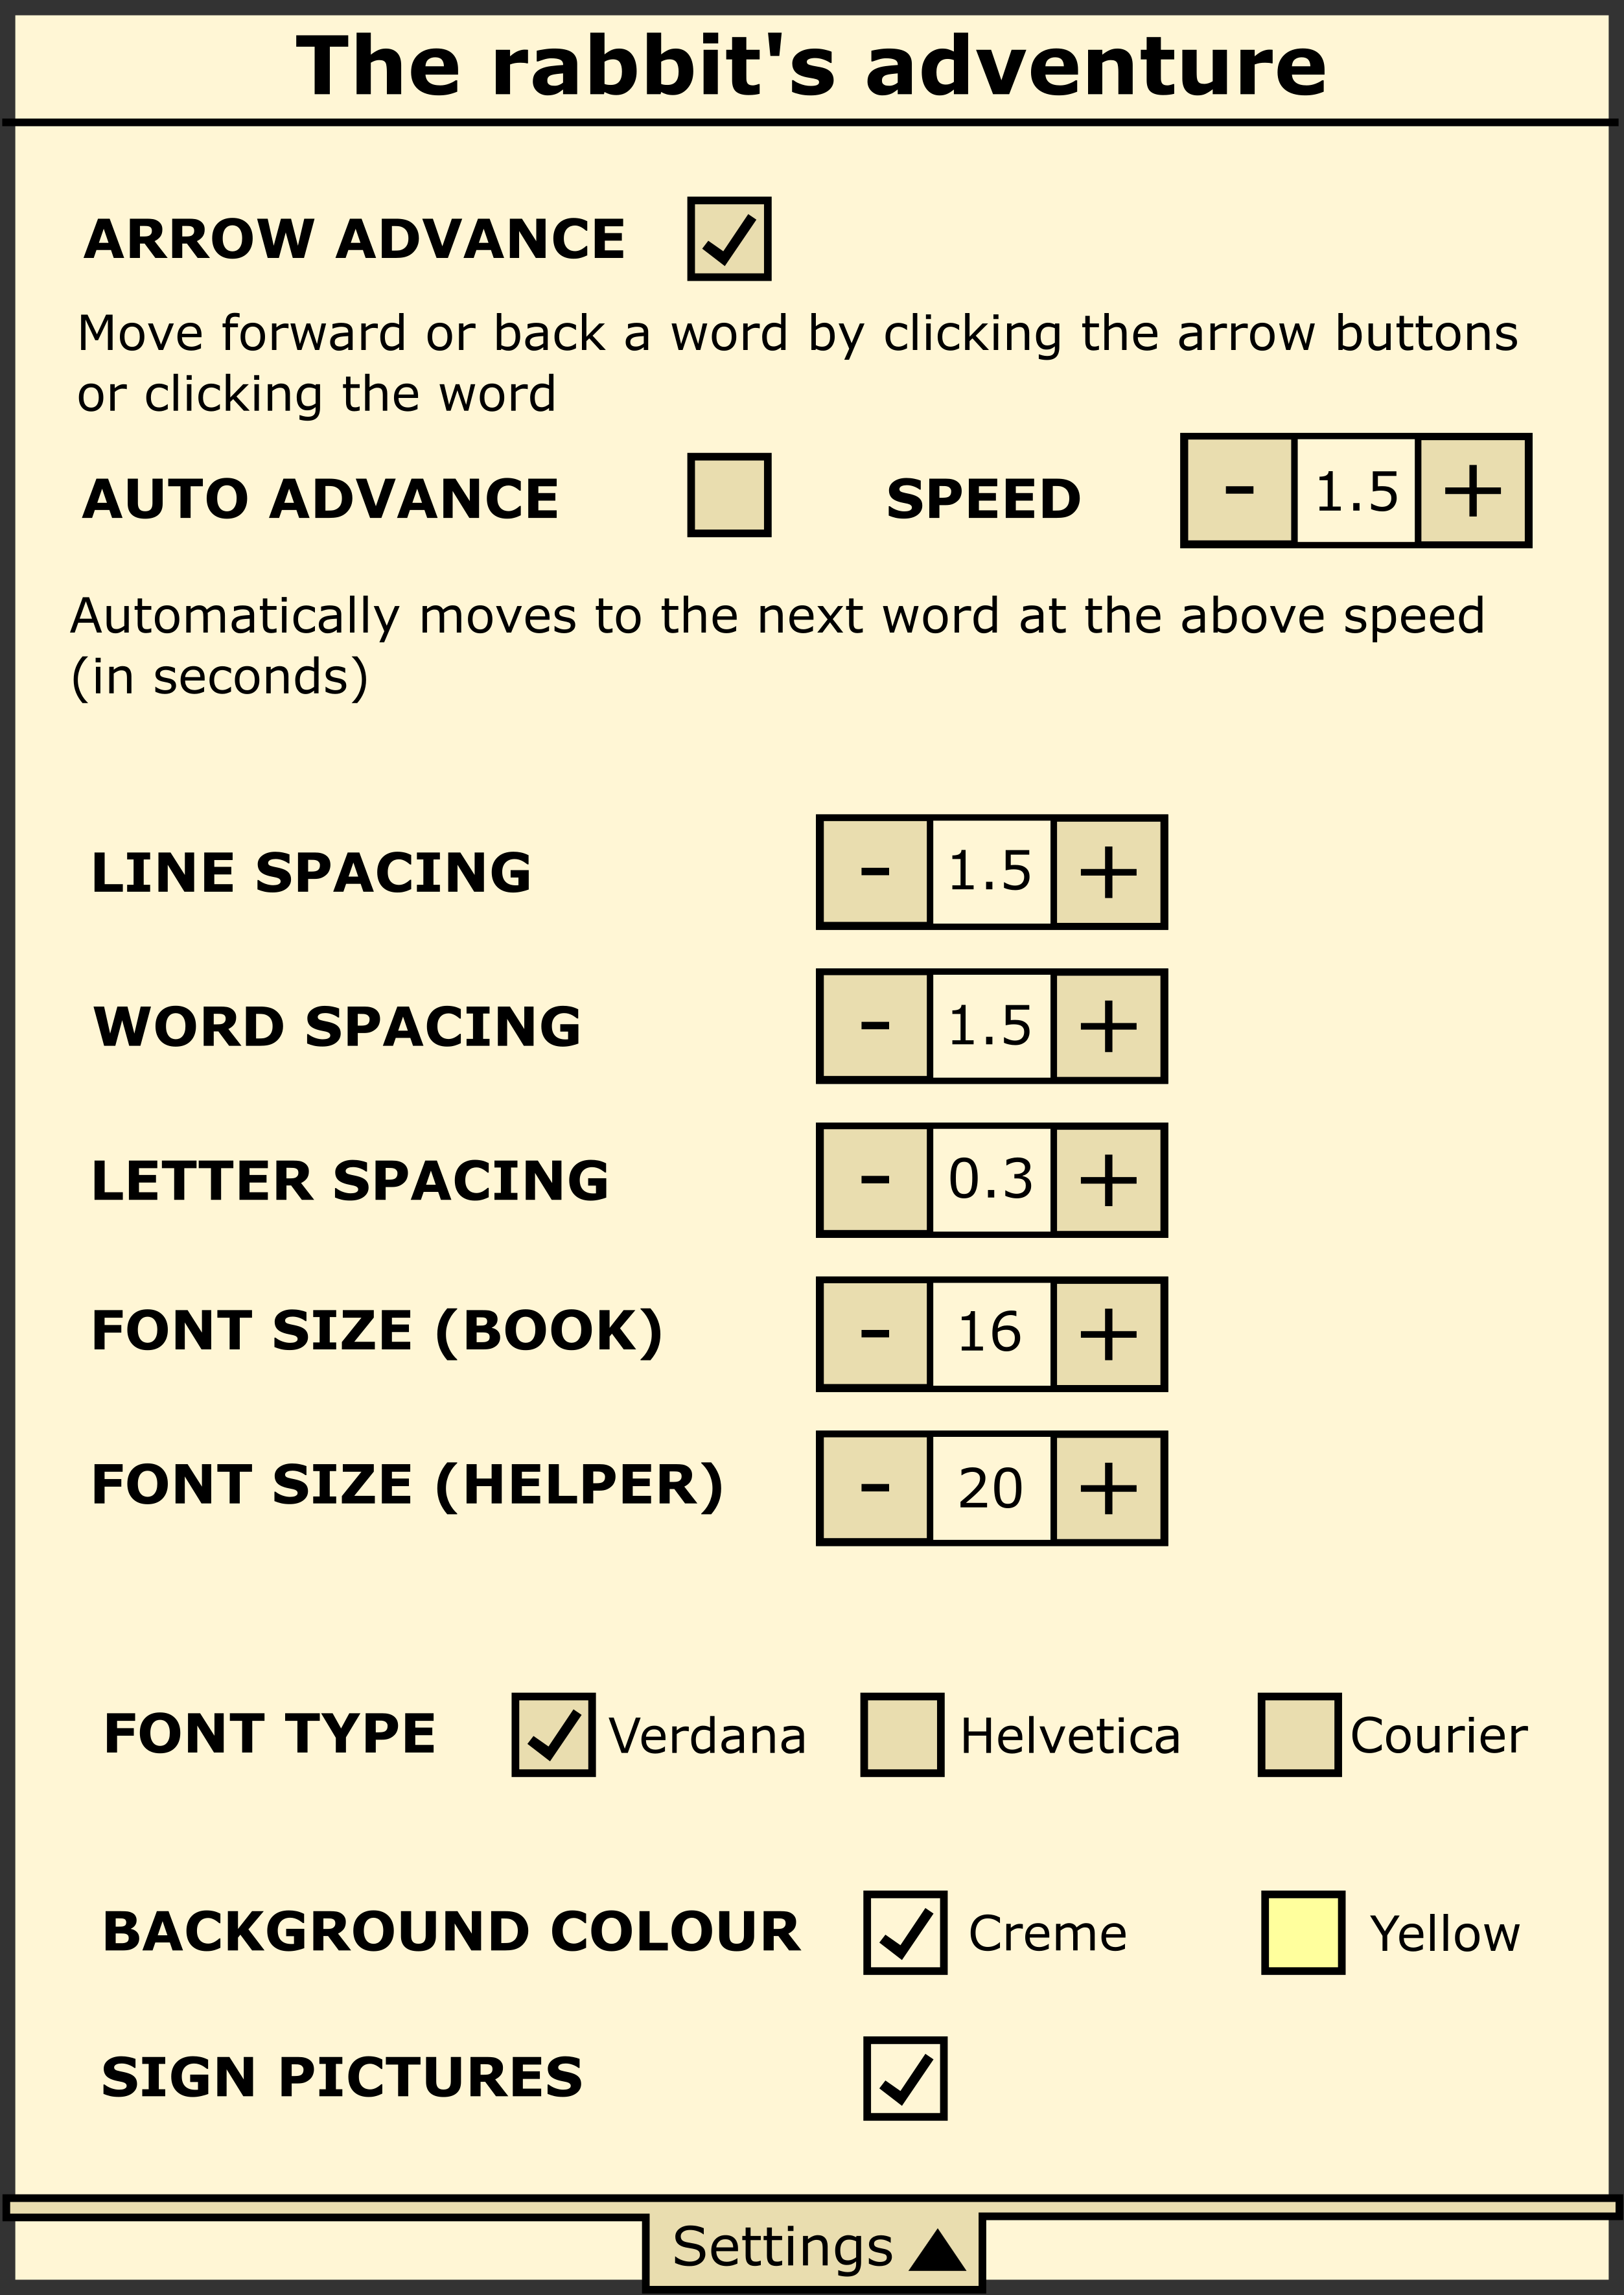 The rabbit's adventure
ARROW ADVANCE
Move forward or back a word by clicking the arrow buttons
or clicking the word
AUTO ADVANCE SPEED - 1.5 +
Automatically moves to the next word at the above speed
(in seconds)
LINE SPACING - 1.5 +
WORD SPACING - 1.5 +
LETTER SPACING - 0.3 +
FONT SIZE (BOOK) - 16 +
FONT SIZE (HELPER) - 20 +
FONT TYPE Verdana Helvetica Courier
BACKGROUND COLOUR Creme Yellow
SIGN PICTURES
Settings